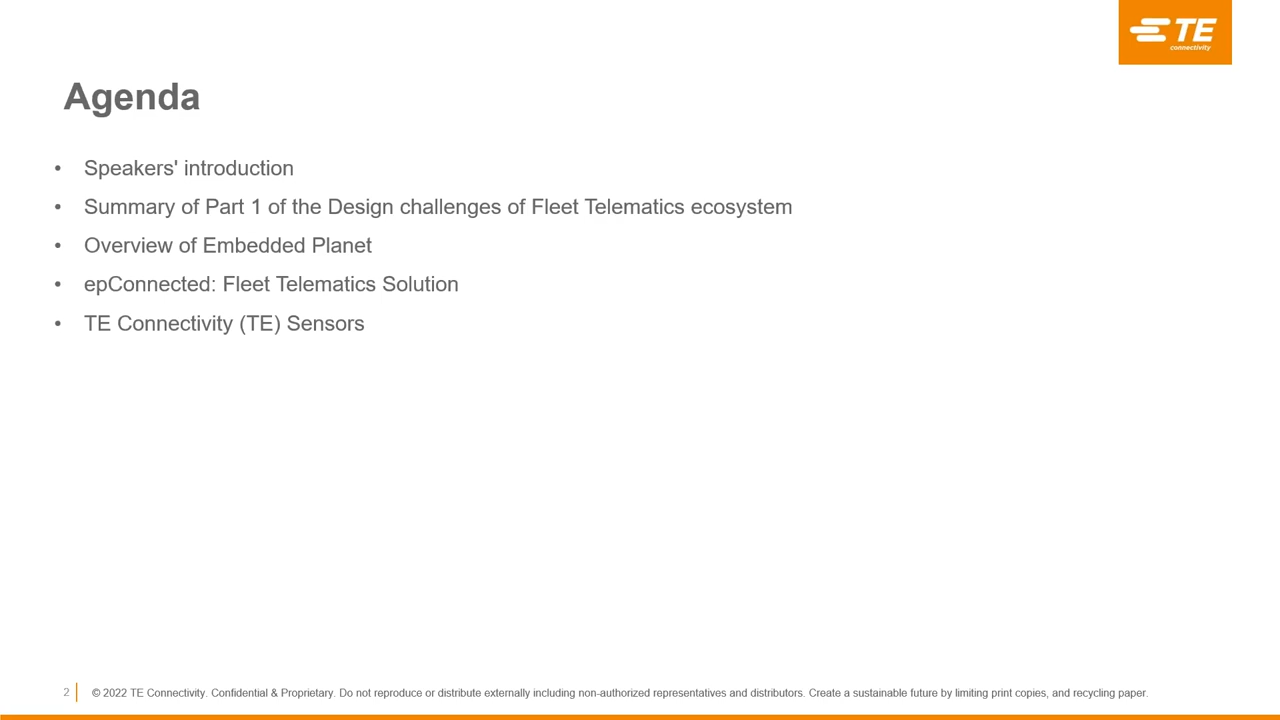 TE
connectivity
Agenda
• Speakers' introduction
• Summary of Part 1 of the Design challenges of Fleet Telematics ecosystem
• Overview of Embedded Planet
• epConnected: Fleet Telematics Solution
• TE Connectivity (TE) Sensors
2 © 2022 TE Connectivity. Confidential & Proprietary. Do not reproduce or distribute externally including non-authorized representatives and distributors. Create a sustainable future by limiting print copies, and recycling paper.